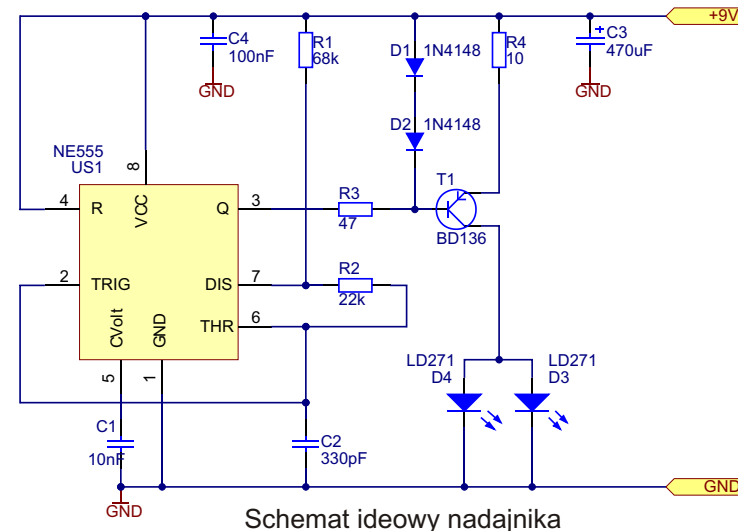 +9V
C4
100nF
GND
R1
68k
D1 1N4148
R4
10
C3
470uF
GND
D2 1N4148
NE555
US1
8
4 R VCC Q 3
R3
47
T1
BD136
2 TRIG DIS 7
R2
22k
THR 6
CVolt GND
5 1
LD271
D4
LD271
D3
C1
10nF
C2
330pF
GND
GND
Schemat ideowy nadajnika